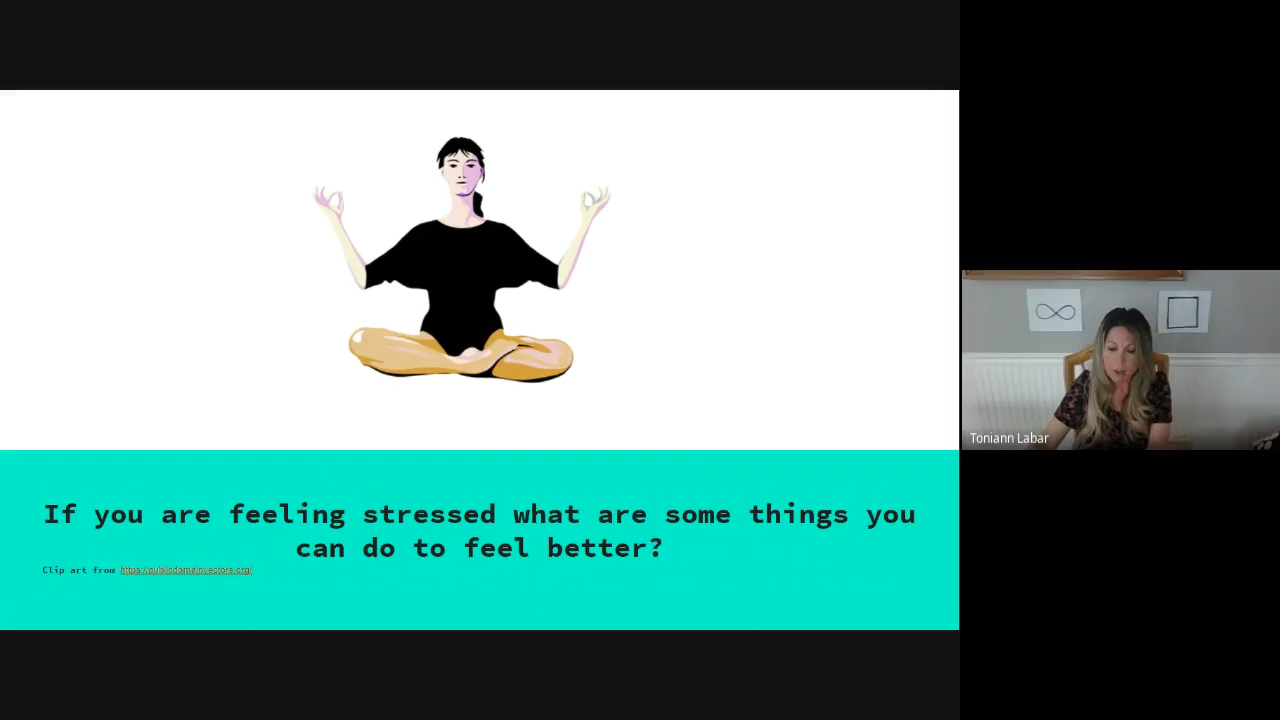 If you are feeling stressed what are some things you
can do to feel better?
Clip art from https://publicdomainvectors.org/
Toniann Labar